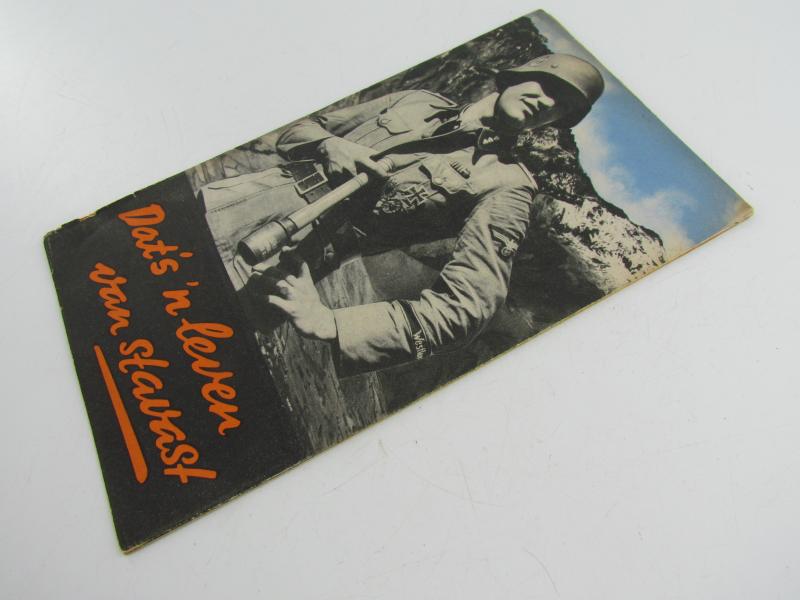 Dat's 'n leven
van stavast